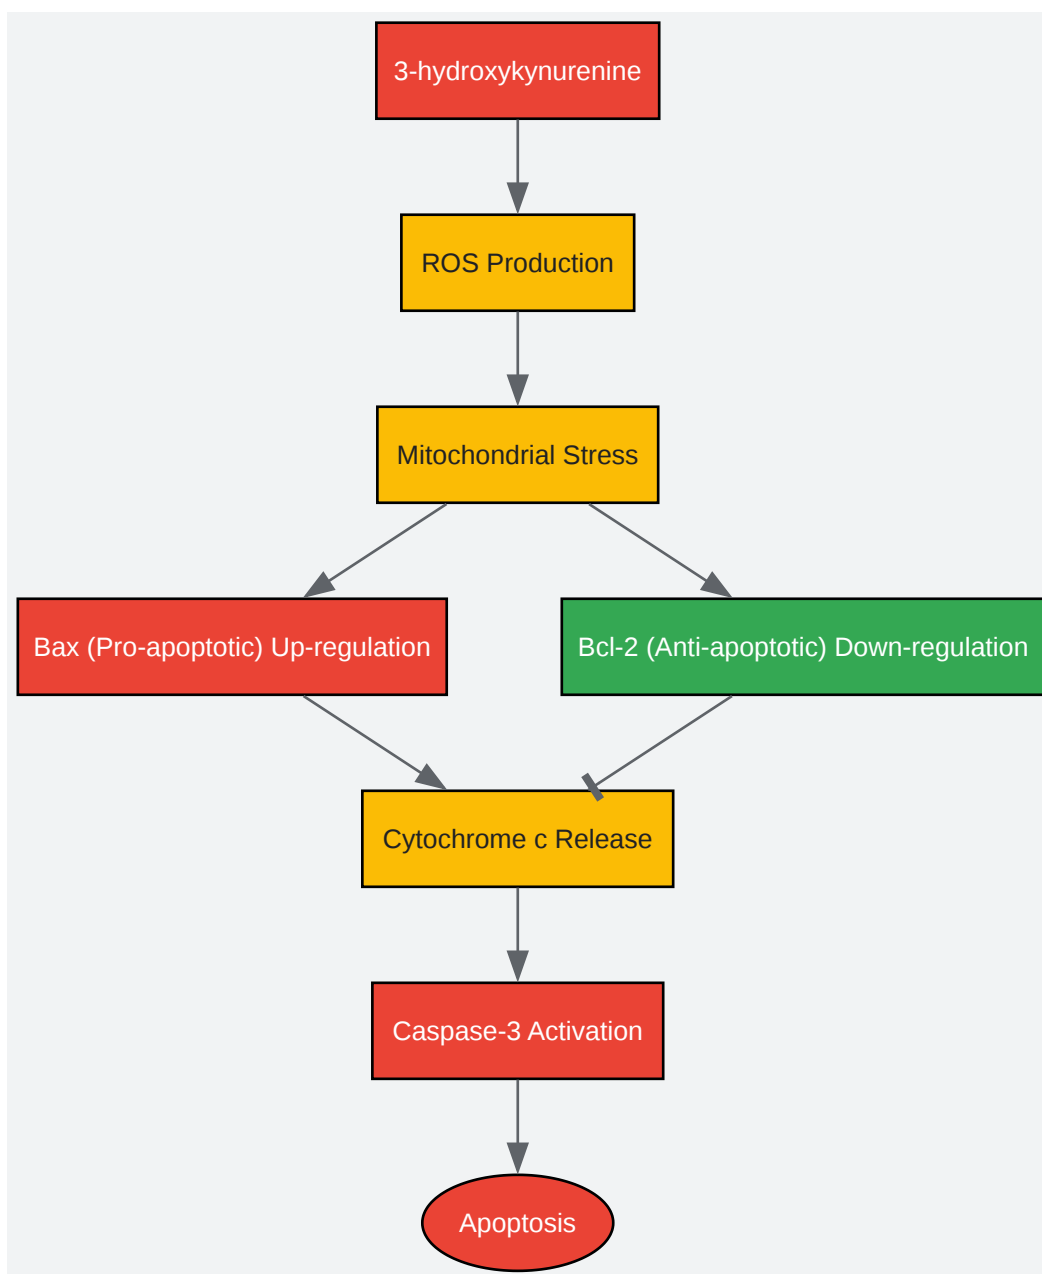 3-hydroxykynurenine
ROS Production
Mitochondrial Stress
Bax (Pro-apoptotic) Up-regulation
Bcl-2 (Anti-apoptotic) Down-regulation
Cytochrome c Release
Caspase-3 Activation
Apoptosis